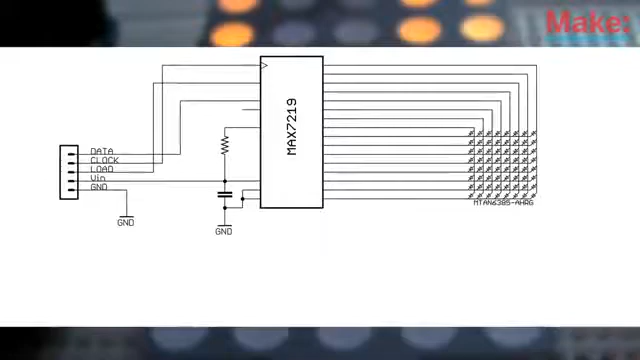 Make:
MAX7219
DATA
CLOCK
LOAD
Vin
GND
GND
GND
MTAN6385-AHRG